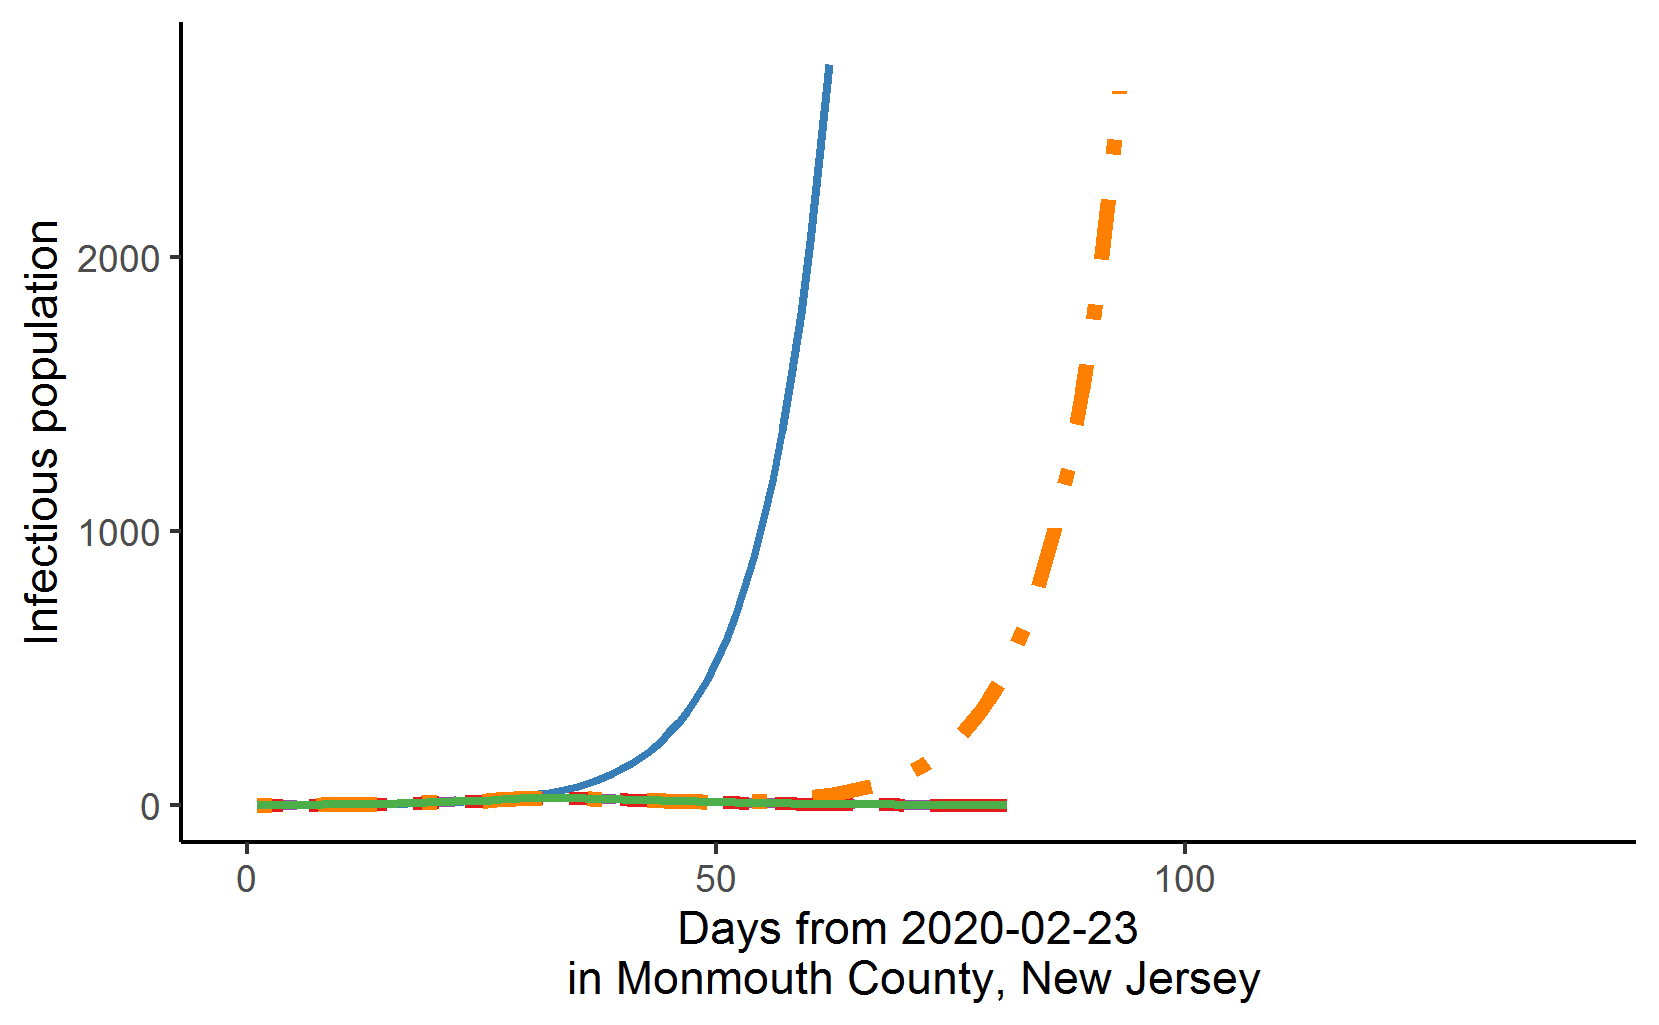 Infectious population
2000
1000
0
0 50 100
Days from 2020-02-23
in Monmouth County, New Jersey